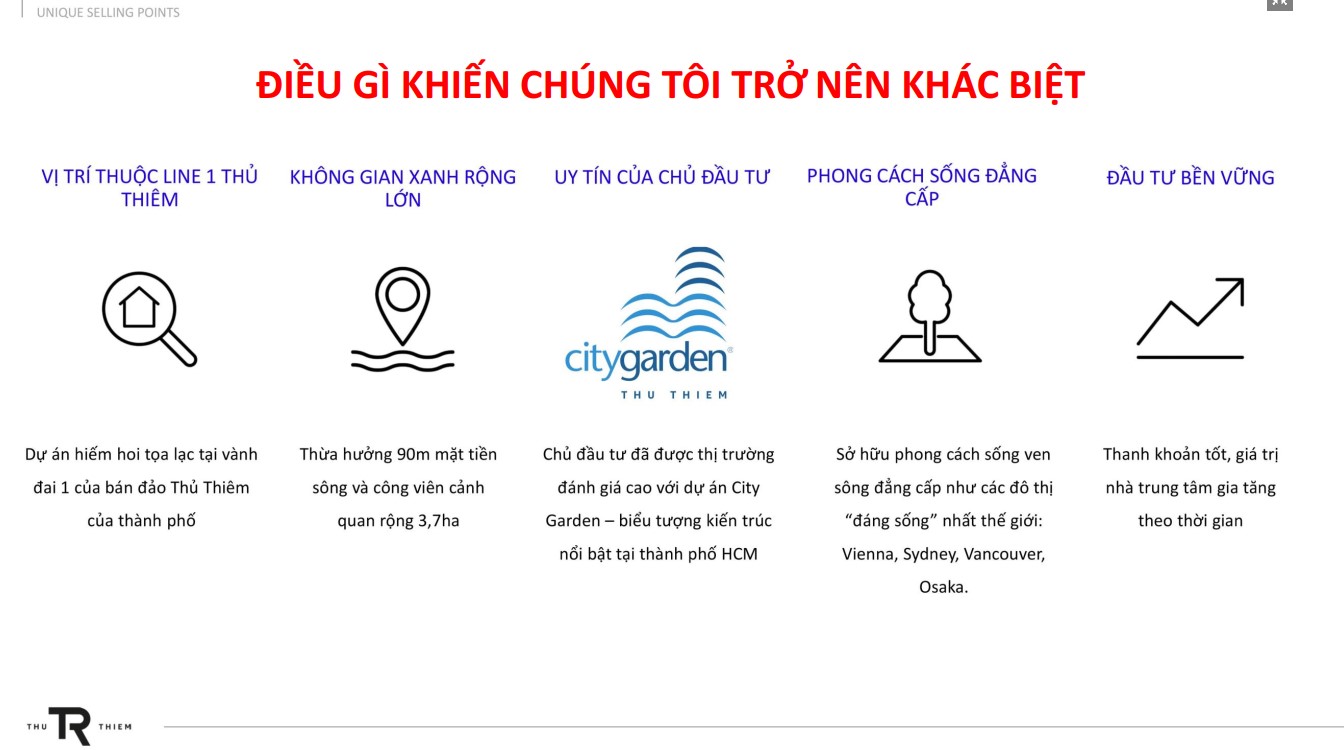 UNIQUE SELLING POINTS
ĐIỀU GÌ KHIẾN CHÚNG TÔI TRỞ NÊN KHÁC BIỆT
VỊ TRÍ THUỘC LINE 1 THỦ
THIÊM
KHÔNG GIAN XANH RỘNG
LỚN
UY TÍN CỦA CHỦ ĐẦU TƯ
PHONG CÁCH SỐNG ĐẲNG
CẤP
ĐẦU TƯ BỀN VỮNG
citygarden®
THU THIEM
Dự án hiếm hoi tọa lạc tại vành
đai 1 của bán đảo Thủ Thiêm
của thành phố
Thừa hưởng 90m mặt tiền
sông và công viên cảnh
quan rộng 3,7ha
Chủ đầu tư đã được thị trường
đánh giá cao với dự án City
Garden – biểu tượng kiến trúc
nổi bật tại thành phố HCM
Sở hữu phong cách sống ven
sông đẳng cấp như các đô thị
“đáng sống” nhất thế giới:
Vienna, Sydney, Vancouver,
Osaka.
Thanh khoản tốt, giá trị
nhà trung tâm gia tăng
theo thời gian
THU TR THIEM